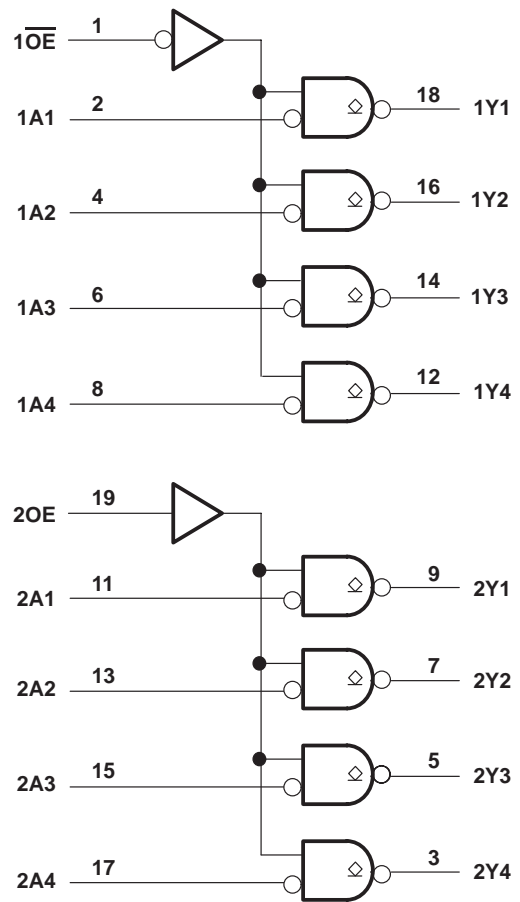 1O̅E̅ 1
1A1 2 18 1Y1
1A2 4 16 1Y2
1A3 6 14 1Y3
1A4 8 12 1Y4
2OE 19
2A1 11 9 2Y1
2A2 13 7 2Y2
2A3 15 5 2Y3
2A4 17 3 2Y4